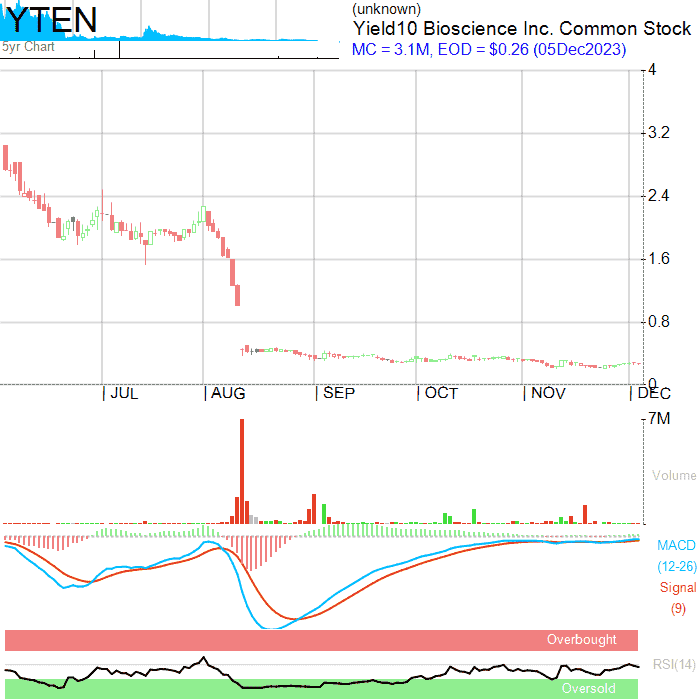 YTEN
5yr Chart
(unknown)
Yield10 Bioscience Inc. Common Stock
MC = 3.1M, EOD = $0.26 (05Dec2023)
4
3.2
2.4
1.6
0.8
0
| JUL | AUG | SEP | OCT | NOV | DEC
7M
Volume
MACD
(12-26)
Signal
(9)
Overbought
RSI(14)
Oversold